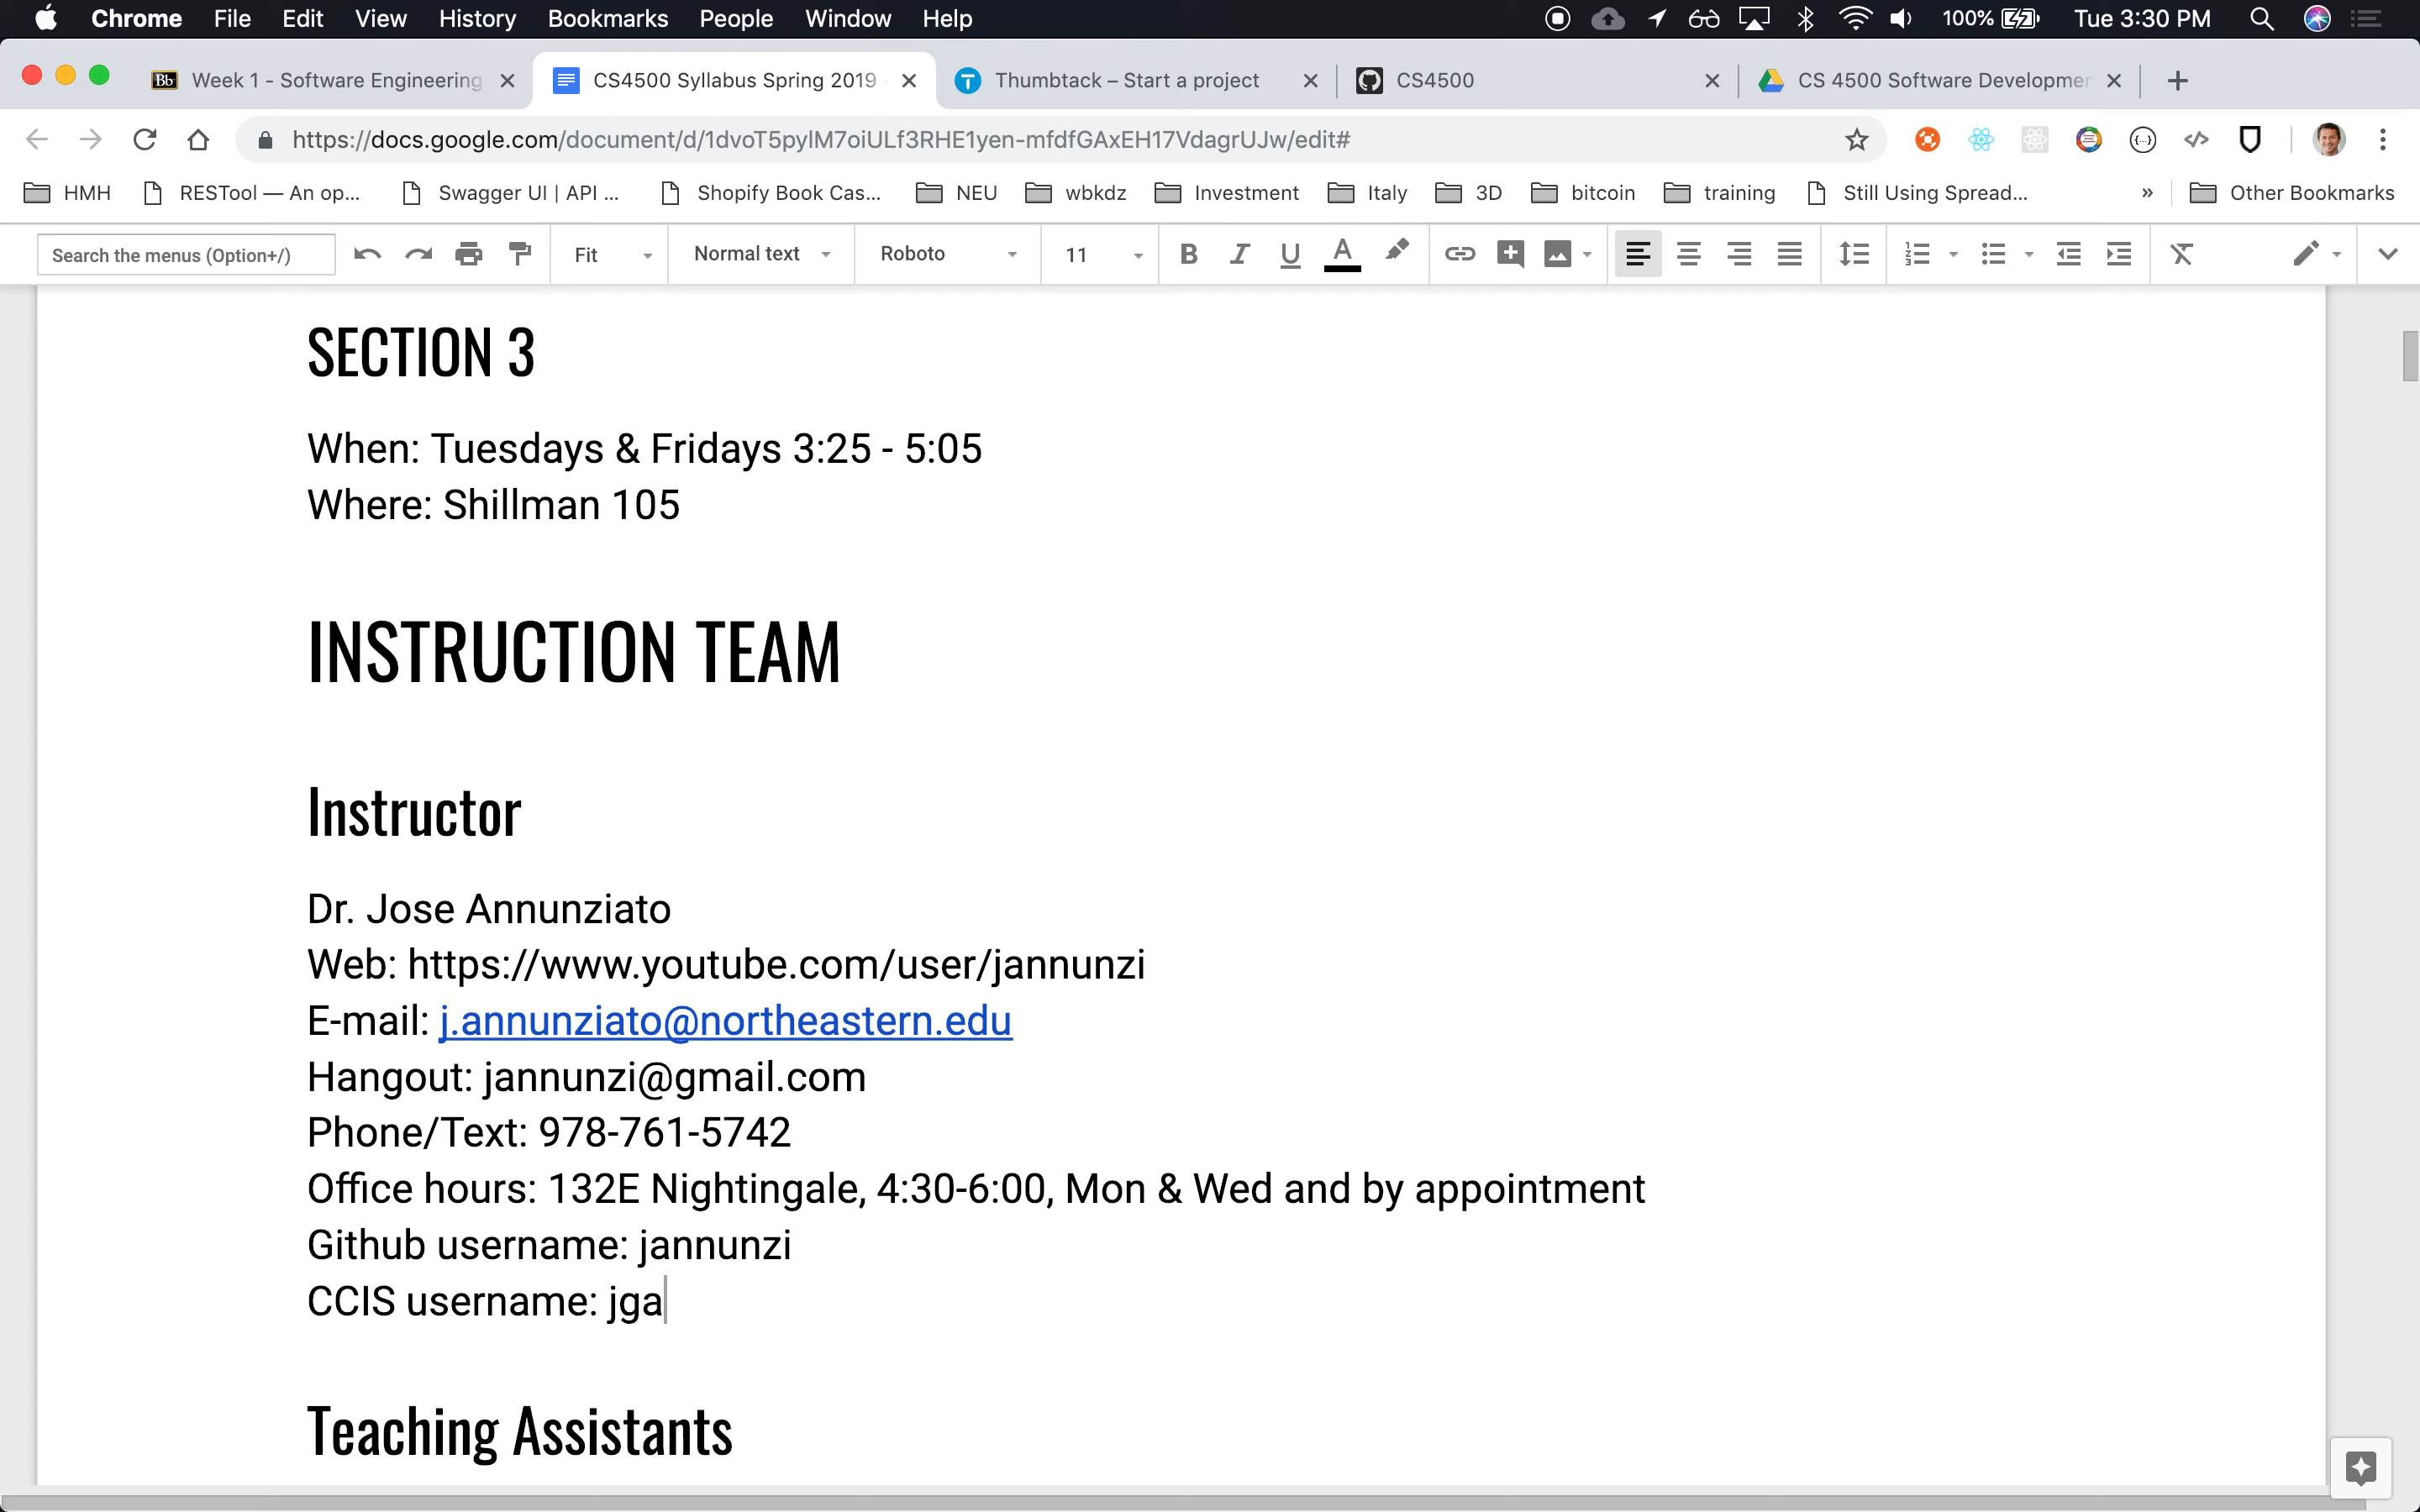 Chrome File Edit View History Bookmarks People Window Help 100% Tue 3:30 PM
Bb Week 1 - Software Engineering CS4500 Syllabus Spring 2019 - Thumbtack – Start a project CS4500 CS 4500 Software Developmen
https://docs.google.com/document/d/1dvoT5pylM7oiULf3RHE1yen-mfdfGAxEH17VdagrUJw/edit#
HMH RESTool — An op... Swagger UI | API ... Shopify Book Cas... NEU wbkdz Investment Italy 3D bitcoin training Still Using Spread... » Other Bookmarks
Search the menus (Option+/) Fit Normal text Roboto 11 B I U A
SECTION 3
When: Tuesdays & Fridays 3:25 - 5:05
Where: Shillman 105
INSTRUCTION TEAM
Instructor
Dr. Jose Annunziato
Web: https://www.youtube.com/user/jannunzi
E-mail: j.annunziato@northeastern.edu
Hangout: jannunzi@gmail.com
Phone/Text: 978-761-5742
Office hours: 132E Nightingale, 4:30-6:00, Mon & Wed and by appointment
Github username: jannunzi
CCIS username: jga
Teaching Assistants